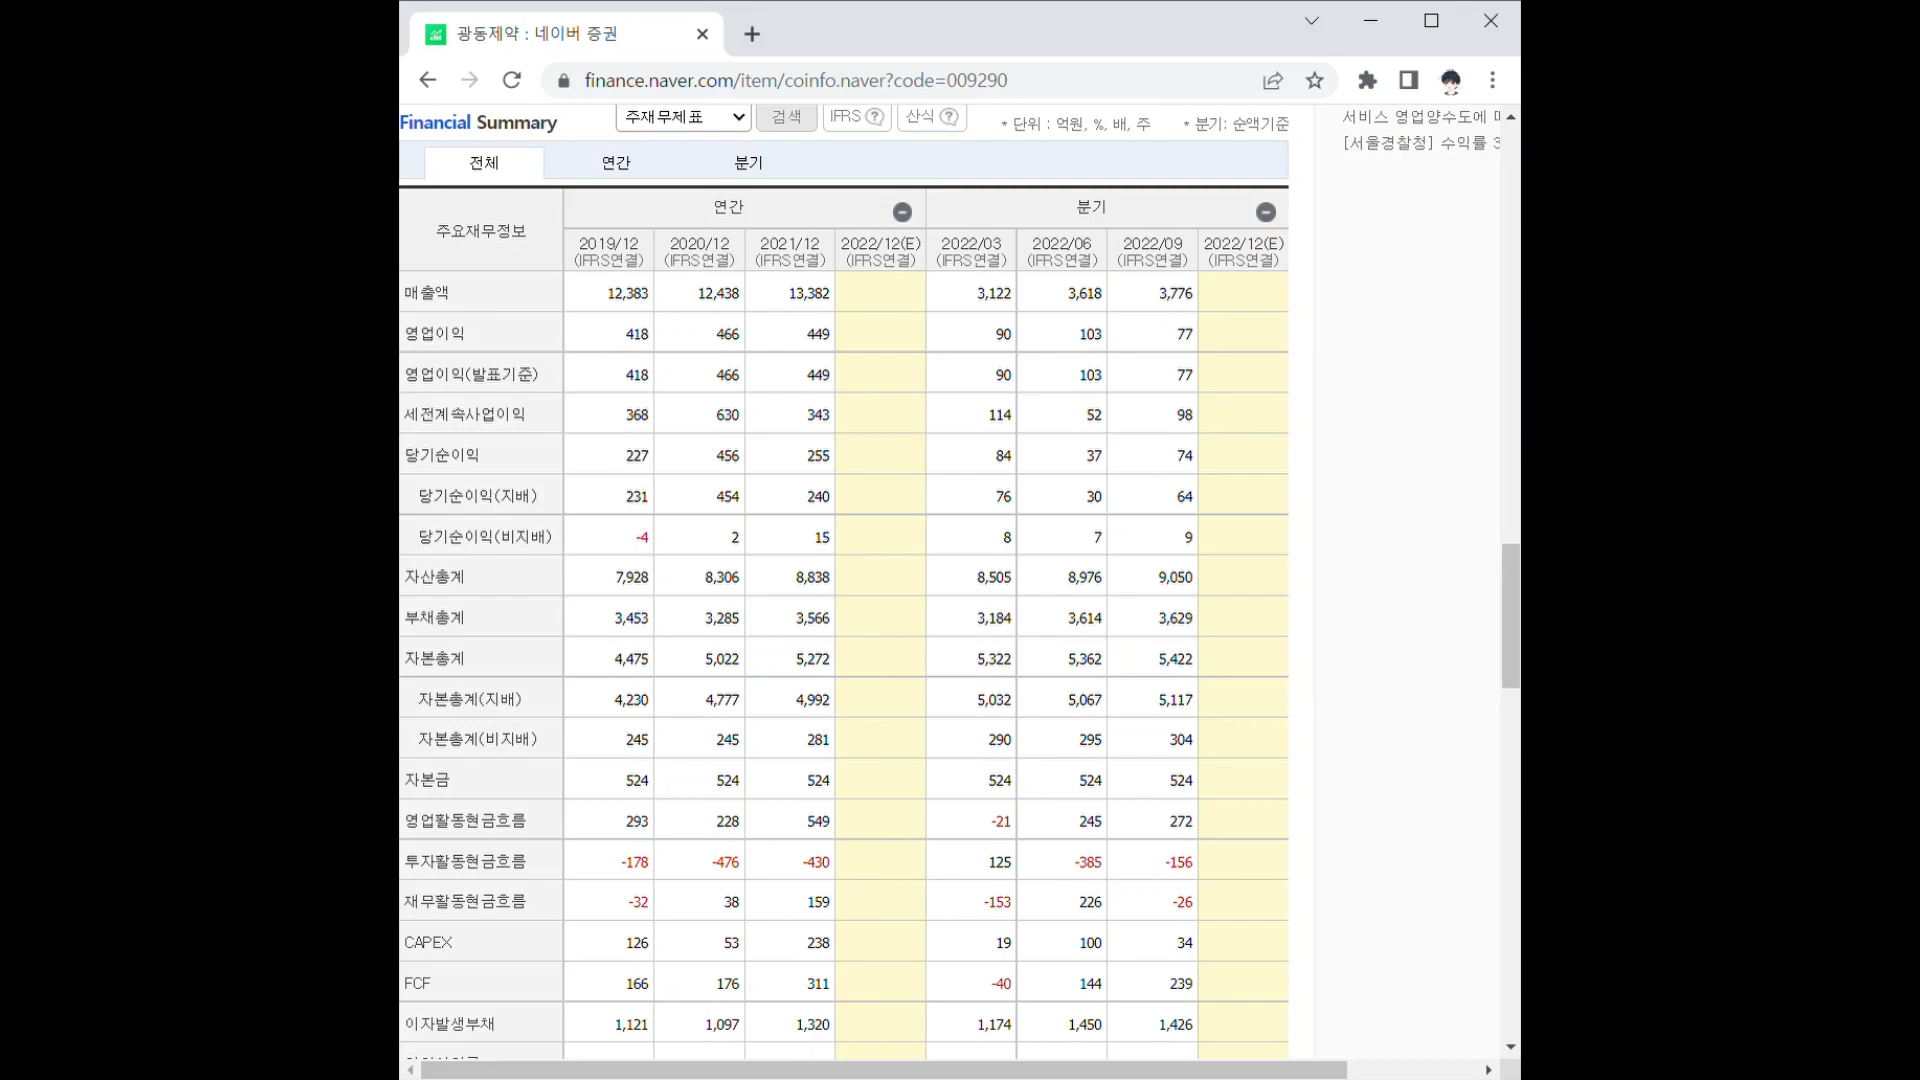 광동제약 : 네이버 증권
finance.naver.com/item/coinfo.naver?code=009290
Financial Summary 주재무제표 검색 IFRS ? 산식 ? * 단위 : 억원, %, 배, 주 * 분기: 순액기준
서비스 영업양수도에
[서울경찰청] 수익률 3
전체 연간 분기
주요재무정보 연간 분기
2019/12 2020/12 2021/12 2022/12(E) 2022/03 2022/06 2022/09 2022/12(E)
(IFRS연결) (IFRS연결) (IFRS연결) (IFRS연결) (IFRS연결) (IFRS연결) (IFRS연결) (IFRS연결)
매출액 12,383 12,438 13,382 3,122 3,618 3,776
영업이익 418 466 449 90 103 77
영업이익(발표기준) 418 466 449 90 103 77
세전계속사업이익 368 630 343 114 52 98
당기순이익 227 456 255 84 37 74
당기순이익(지배) 231 454 240 76 30 64
당기순이익(비지배) -4 2 15 8 7 9
자산총계 7,928 8,306 8,838 8,505 8,976 9,050
부채총계 3,453 3,285 3,566 3,184 3,614 3,629
자본총계 4,475 5,022 5,272 5,322 5,362 5,422
자본총계(지배) 4,230 4,777 4,992 5,032 5,067 5,117
자본총계(비지배) 245 245 281 290 295 304
자본금 524 524 524 524 524 524
영업활동현금흐름 293 228 549 -21 245 272
투자활동현금흐름 -178 -476 -430 125 -385 -156
재무활동현금흐름 -32 38 159 -153 226 -26
CAPEX 126 53 238 19 100 34
FCF 166 176 311 -40 144 239
이자발생부채 1,121 1,097 1,320 1,174 1,450 1,426